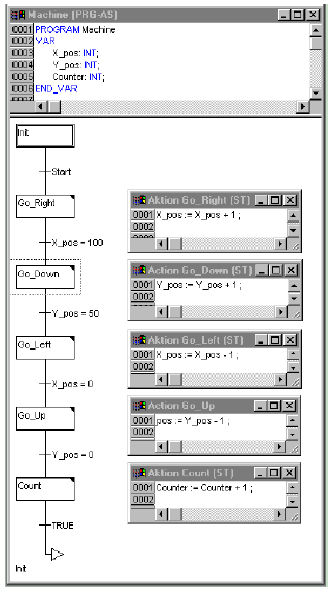 Machine (PRG-AS)
0001 PROGRAM Machine
0002 VAR
0003 X_pos: INT;
0004 Y_pos: INT;
0005 Counter: INT;
0006 END_VAR
0007
Init
Start
Go_Right
Aktion Go_Right (ST)
0001 X_pos := X_pos + 1 ;
0002
X_pos = 100
Go_Down
Action Go_Down (ST)
0001 Y_pos := Y_pos + 1 ;
0002
Y_pos = 50
Go_Left
Aktion Go_Left (ST)
0001 X_pos := X_pos - 1 ;
0002
X_pos = 0
Go_Up
Action Go_Up
0001 pos := Y_pos - 1 ;
0002
Y_pos = 0
Count
Aktion Count (ST)
0001 Counter := Counter + 1 ;
0002
TRUE
Init